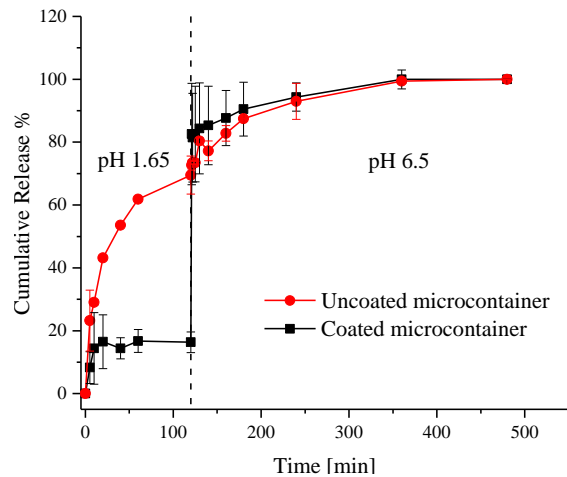 120
100
80
60
40
20
0
Cumulative Release %
pH 1.65
pH 6.5
Uncoated microcontainer
Coated microcontainer
0 100 200 300 400 500
Time [min]